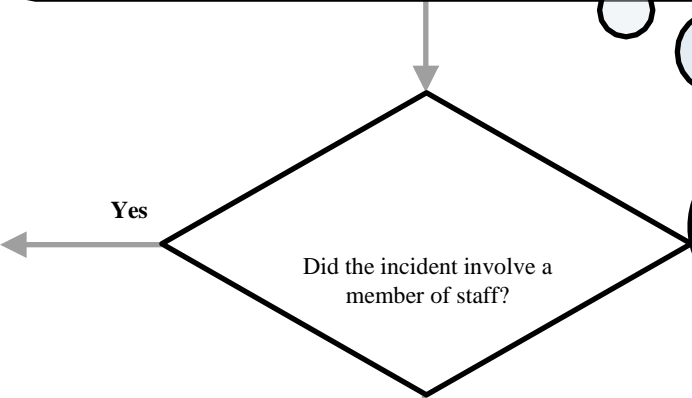 Yes
Did the incident involve a
member of staff?